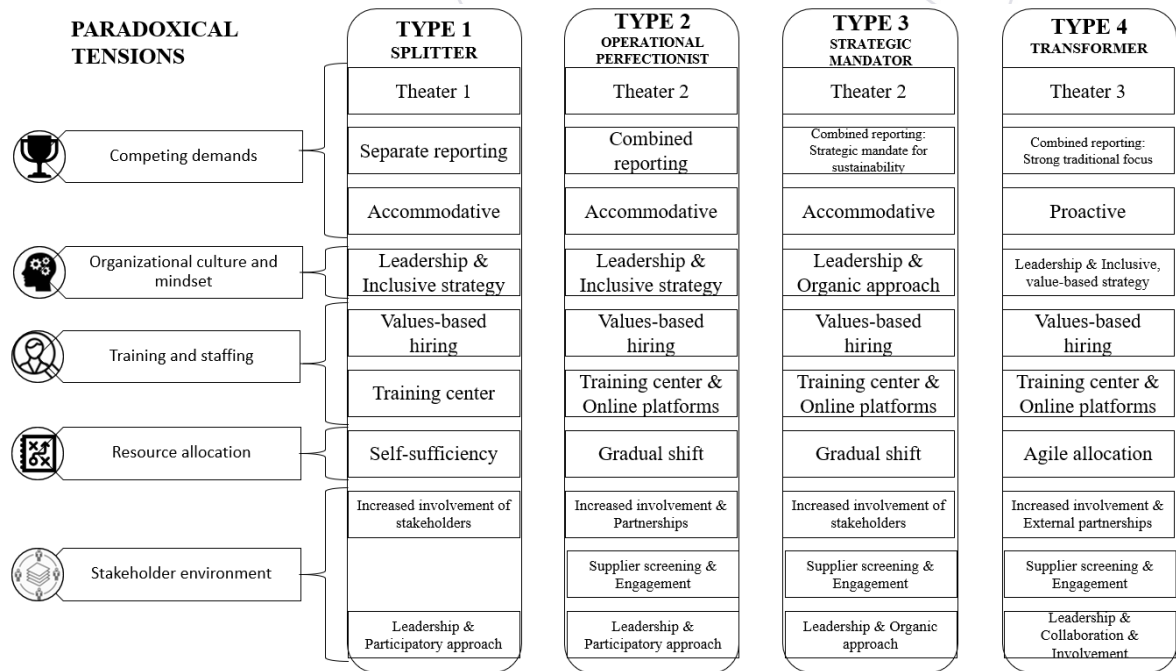 PARADOXICAL
TENSIONS
TYPE 1
SPLITTER
TYPE 2
OPERATIONAL
PERFECTIONIST
TYPE 3
STRATEGIC
MANDATOR
TYPE 4
TRANSFORMER
Theater 1
Theater 2
Theater 2
Theater 3
Competing demands
Separate reporting
Combined
reporting
Combined reporting:
Strategic mandate for
sustainability
Combined reporting:
Strong traditional focus
Accommodative
Accommodative
Accommodative
Proactive
Organizational culture and
mindset
Leadership &
Inclusive strategy
Leadership &
Inclusive strategy
Leadership &
Organic approach
Leadership & Inclusive,
value-based strategy
Training and staffing
Values-based
hiring
Values-based
hiring
Values-based
hiring
Values-based
hiring
Training center
Training center &
Online platforms
Training center &
Online platforms
Training center &
Online platforms
Resource allocation
Self-sufficiency
Gradual shift
Gradual shift
Agile allocation
Stakeholder environment
Increased involvement of
stakeholders
Increased involvement &
Partnerships
Increased involvement of
stakeholders
Increased involvement &
External partnerships
Supplier screening &
Engagement
Supplier screening &
Engagement
Supplier screening &
Engagement
Leadership &
Participatory approach
Leadership &
Participatory approach
Leadership & Organic
approach
Leadership &
Collaboration &
Involvement